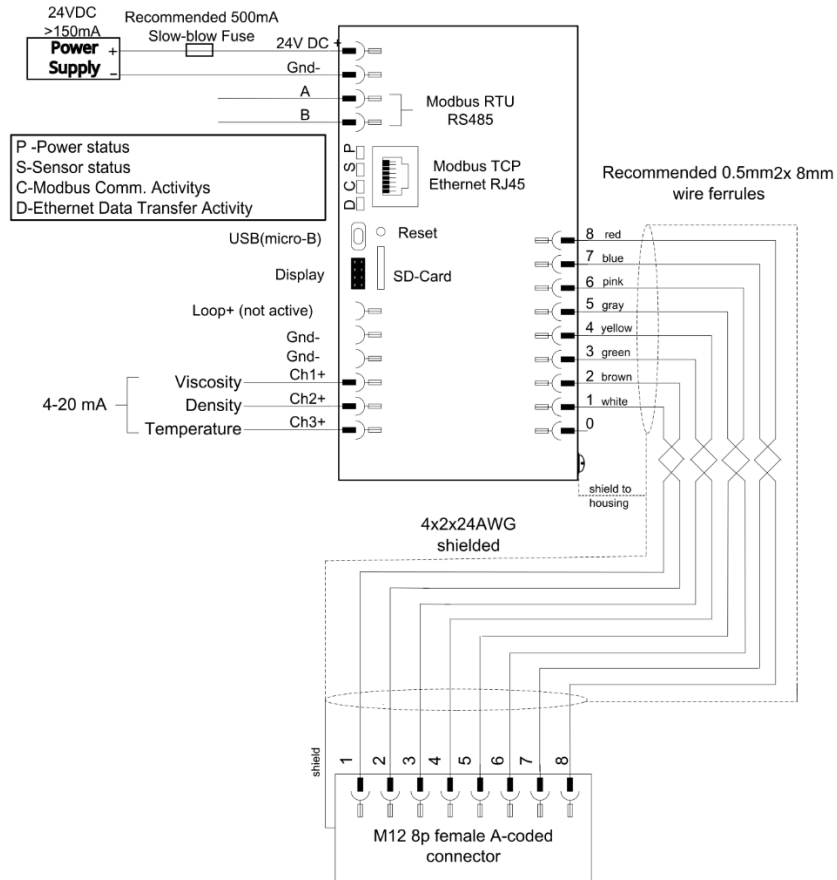 24VDC
>150mA
Power
Supply
+
−
Recommended 500mA
Slow-blow Fuse
24V DC +
Gnd-
A
B
Modbus RTU
RS485
P -Power status
S-Sensor status
C-Modbus Comm. Activitys
D-Ethernet Data Transfer Activity
P
S
C
D
Modbus TCP
Ethernet RJ45
Recommended 0.5mm2x 8mm
wire ferrules
USB(micro-B)
Reset
Display
SD-Card
Loop+ (not active)
Gnd-
Gnd-
4-20 mA
Viscosity
Ch1+
Density
Ch2+
Temperature
Ch3+
8 red
7 blue
6 pink
5 gray
4 yellow
3 green
2 brown
1 white
0
shield to
housing
4x2x24AWG
shielded
shield
1
2
3
4
5
6
7
8
M12 8p female A-coded
connector